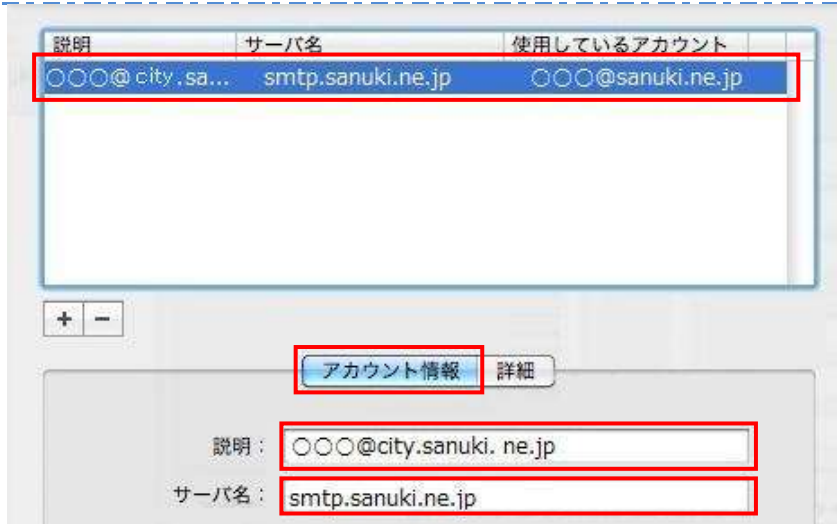 説明 サーバ名 使用しているアカウント
○○○@city.sa... smtp.sanuki.ne.jp ○○○@sanuki.ne.jp
+ −
アカウント情報 詳細
説明： ○○○@city.sanuki. ne.jp
サーバ名： smtp.sanuki.ne.jp